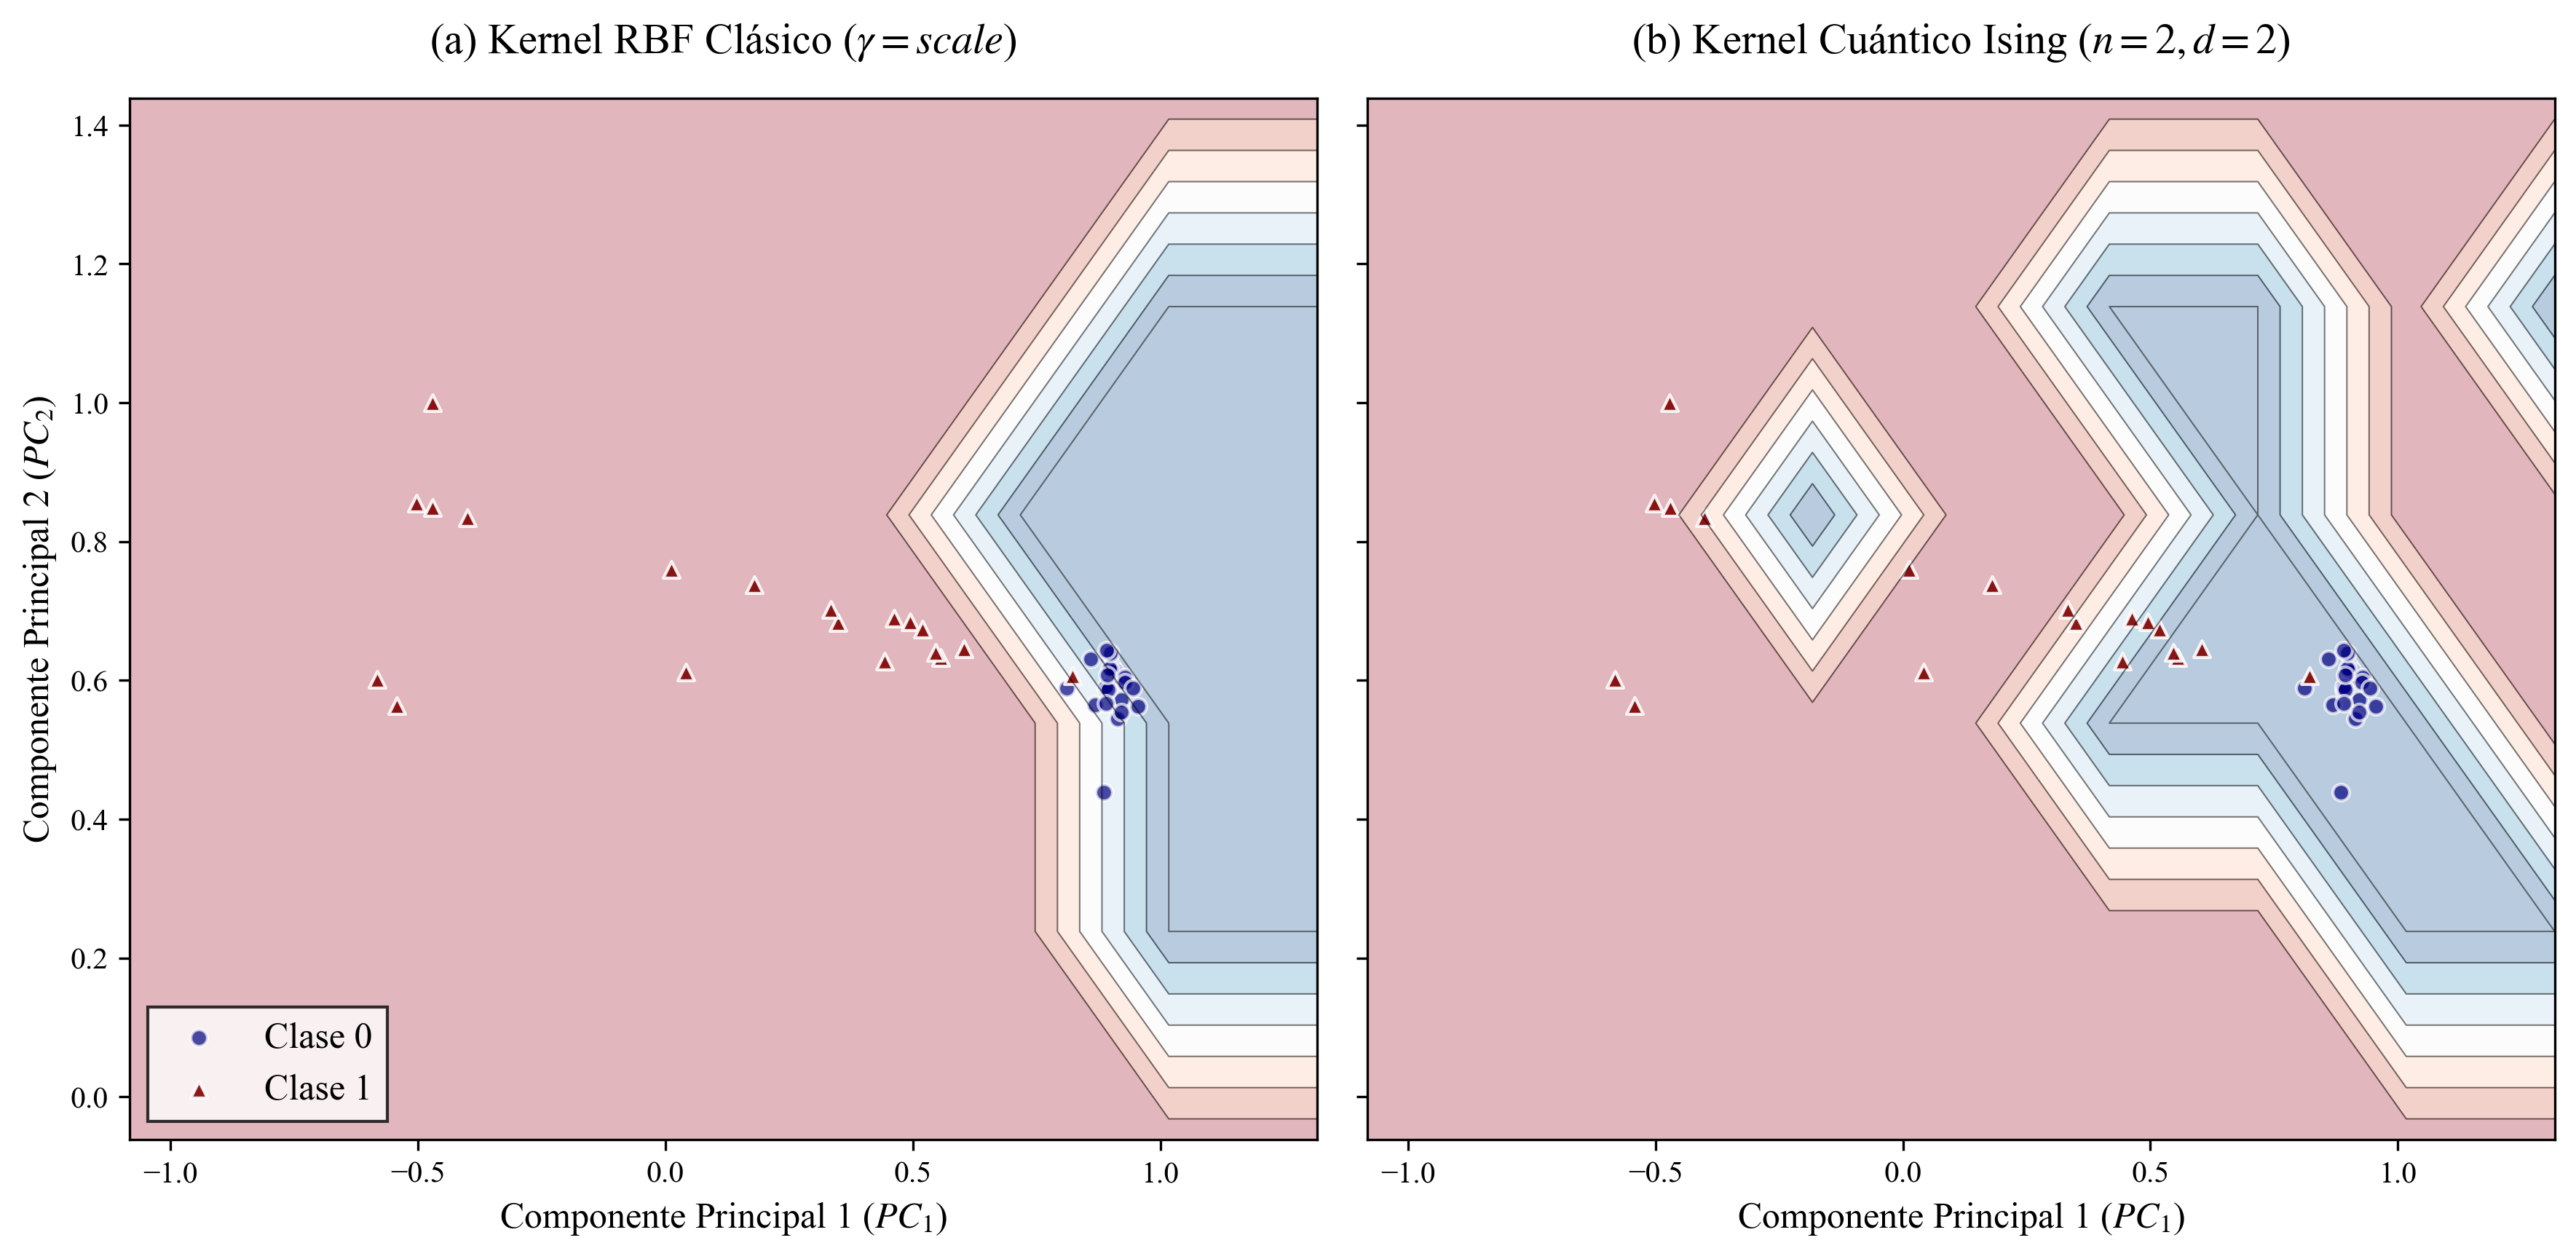 (a) Kernel RBF Clásico (γ = scale)
(b) Kernel Cuántico Ising (n = 2, d = 2)
Componente Principal 2 (PC₂)
1.4
1.2
1.0
0.8
0.6
0.4
0.2
0.0
Clase 0
Clase 1
−1.0
−0.5
0.0
0.5
1.0
−1.0
−0.5
0.0
0.5
1.0
Componente Principal 1 (PC₁)
Componente Principal 1 (PC₁)